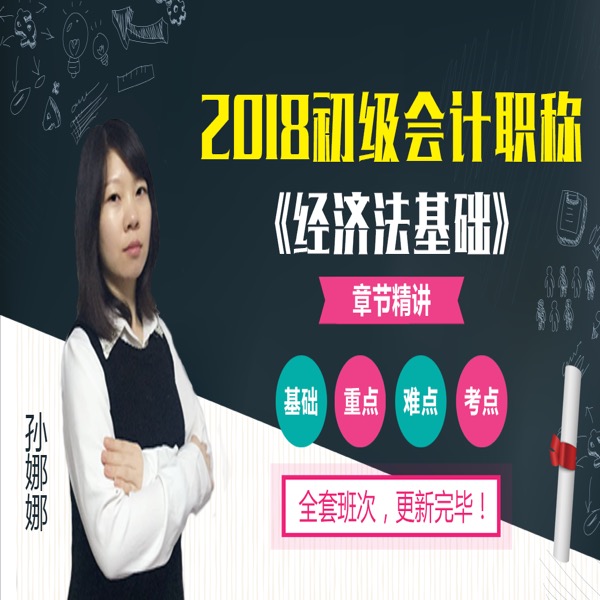 2018初级会计职称
《经济法基础》
章节精讲
基础 重点 难点 考点
全套班次，更新完毕！
孙娜娜